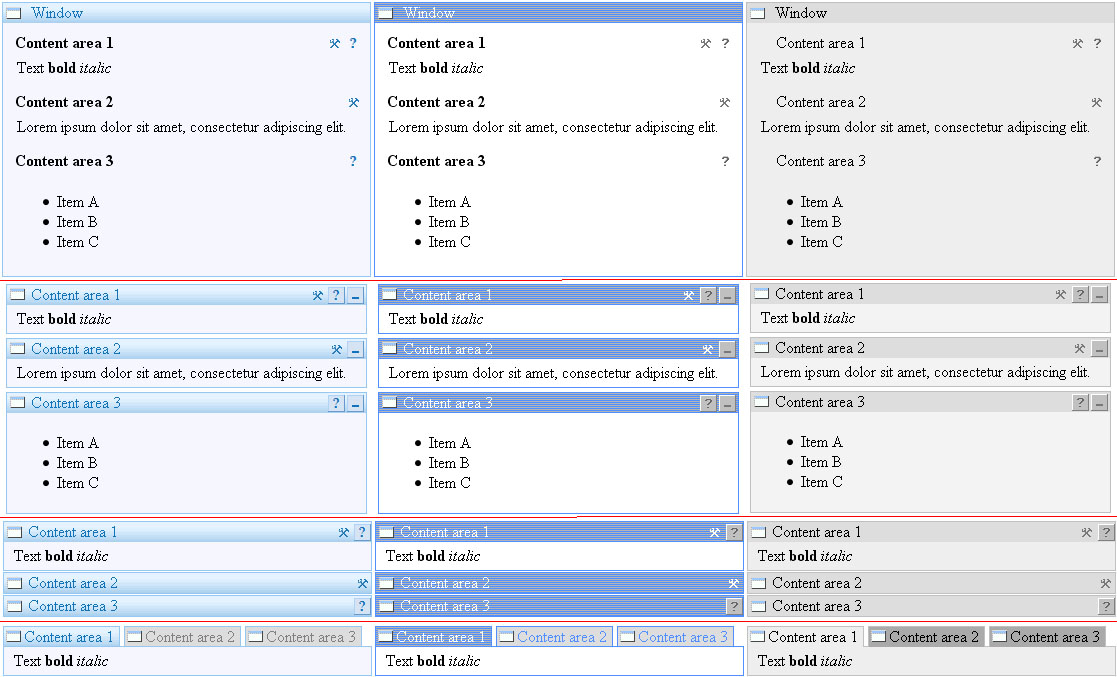 Window
Content area 1 ?
Text bold italic
Content area 2
Lorem ipsum dolor sit amet, consectetur adipiscing elit.
Content area 3 ?
Item A
Item B
Item C
Window
Content area 1 ?
Text bold italic
Content area 2
Lorem ipsum dolor sit amet, consectetur adipiscing elit.
Content area 3 ?
Item A
Item B
Item C
Window
Content area 1 ?
Text bold italic
Content area 2
Lorem ipsum dolor sit amet, consectetur adipiscing elit.
Content area 3 ?
Item A
Item B
Item C
Content area 1 ?
Text bold italic
Content area 2
Lorem ipsum dolor sit amet, consectetur adipiscing elit.
Content area 3 ?
Item A
Item B
Item C
Content area 1 ?
Text bold italic
Content area 2
Lorem ipsum dolor sit amet, consectetur adipiscing elit.
Content area 3 ?
Item A
Item B
Item C
Content area 1 ?
Text bold italic
Content area 2
Lorem ipsum dolor sit amet, consectetur adipiscing elit.
Content area 3 ?
Item A
Item B
Item C
Content area 1 ?
Text bold italic
Content area 2
Content area 3 ?
Content area 1 ?
Text bold italic
Content area 2
Content area 3 ?
Content area 1 ?
Text bold italic
Content area 2
Content area 3 ?
Content area 1 Content area 2 Content area 3
Text bold italic
Content area 1 Content area 2 Content area 3
Text bold italic
Content area 1 Content area 2 Content area 3
Text bold italic